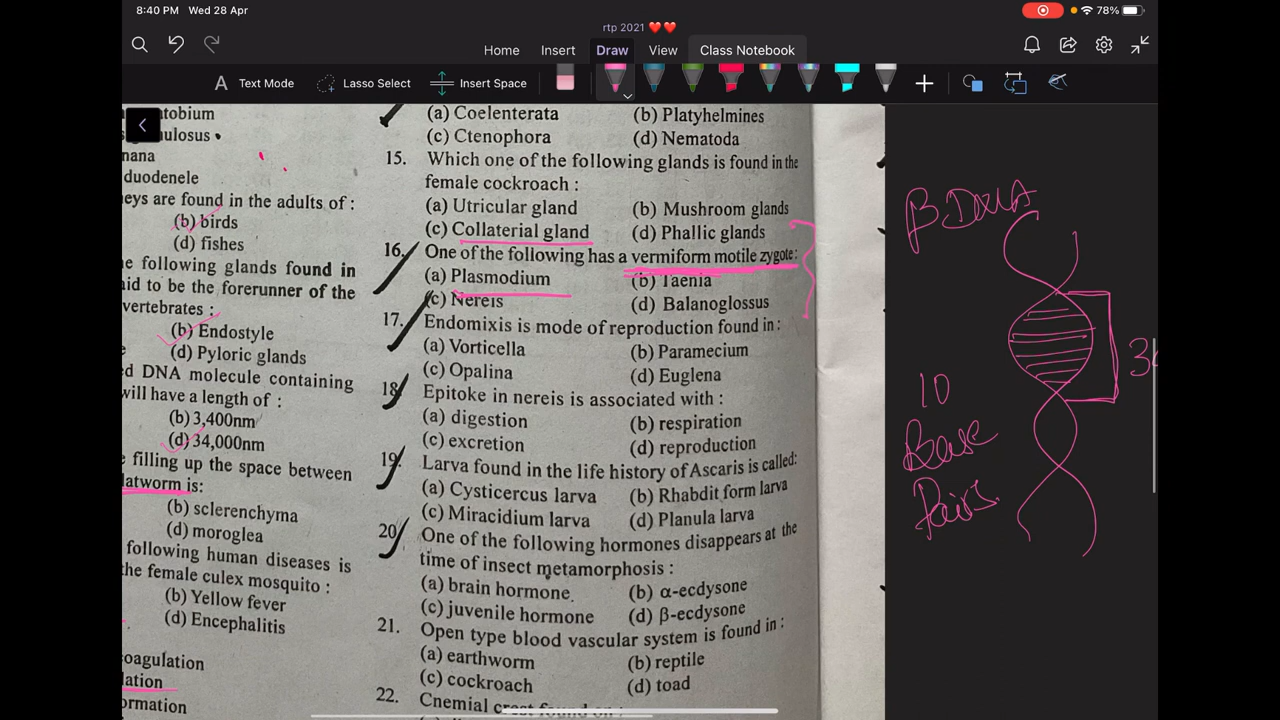 8:40 PM Wed 28 Apr
78%
rtp 2021 ❤️❤️
Home Insert Draw View Class Notebook
Text Mode Lasso Select Insert Space
nana
duodenele
eys are found in the adults of :
(b) birds
(d) fishes
e following glands found in
aid to be the forerunner of the
vertebrates :
(b) Endostyle
(d) Pyloric glands
d DNA molecule containing
will have a length of :
(b) 3,400nm
(d) 34,000nm
e filling up the space between
latworm is:
(b) sclerenchyma
(d) moroglea
following human diseases is
the female culex mosquito :
(b) Yellow fever
(d) Encephalitis
coagulation
lation
(a) Coelenterata (b) Platyhelmines
(c) Ctenophora (d) Nematoda
15. Which one of the following glands is found in the
female cockroach :
(a) Utricular gland (b) Mushroom glands
(c) Collaterial gland (d) Phallic glands
16. One of the following has a vermiform motile zygote:
(a) Plasmodium (b) Taenia
(c) Nereis (d) Balanoglossus
17. Endomixis is mode of reproduction found in :
(a) Vorticella (b) Paramecium
(c) Opalina (d) Euglena
18. Epitoke in nereis is associated with :
(a) digestion (b) respiration
(c) excretion (d) reproduction
19. Larva found in the life history of Ascaris is called:
(a) Cysticercus larva (b) Rhabdit form larva
(c) Miracidium larva (d) Planula larva
20. One of the following hormones disappears at the
time of insect metamorphosis :
(a) brain hormone. (b) α-ecdysone
(c) juvenile hormone (d) β-ecdysone
21. Open type blood vascular system is found in :
(a) earthworm (b) reptile
(c) cockroach (d) toad
22. Cnemial crest found on :
β DNA
10
Base
Pairs